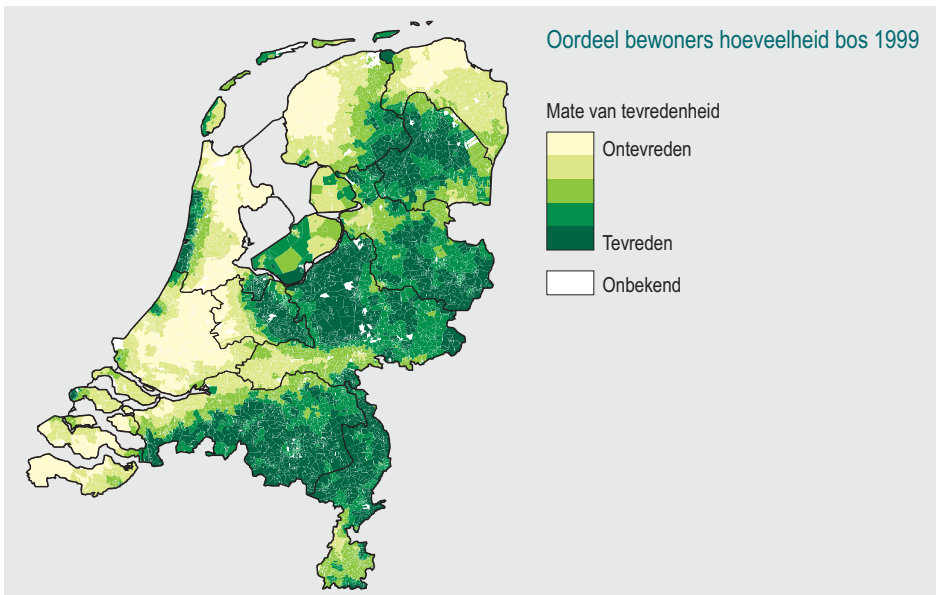 Oordeel bewoners hoeveelheid bos 1999
Mate van tevredenheid
Ontevreden
Tevreden
Onbekend